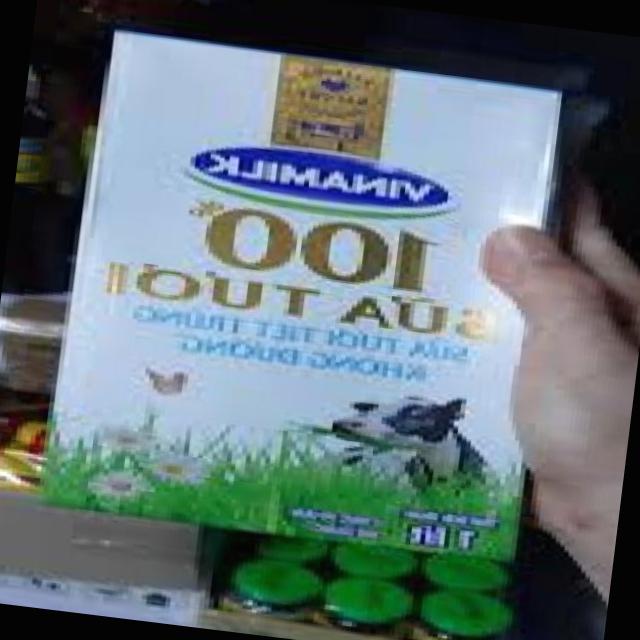 VINAMILK
100%
SỮA TƯƠI
SỮA TƯƠI TIỆT TRÙNG
KHÔNG ĐƯỜNG
1 lít